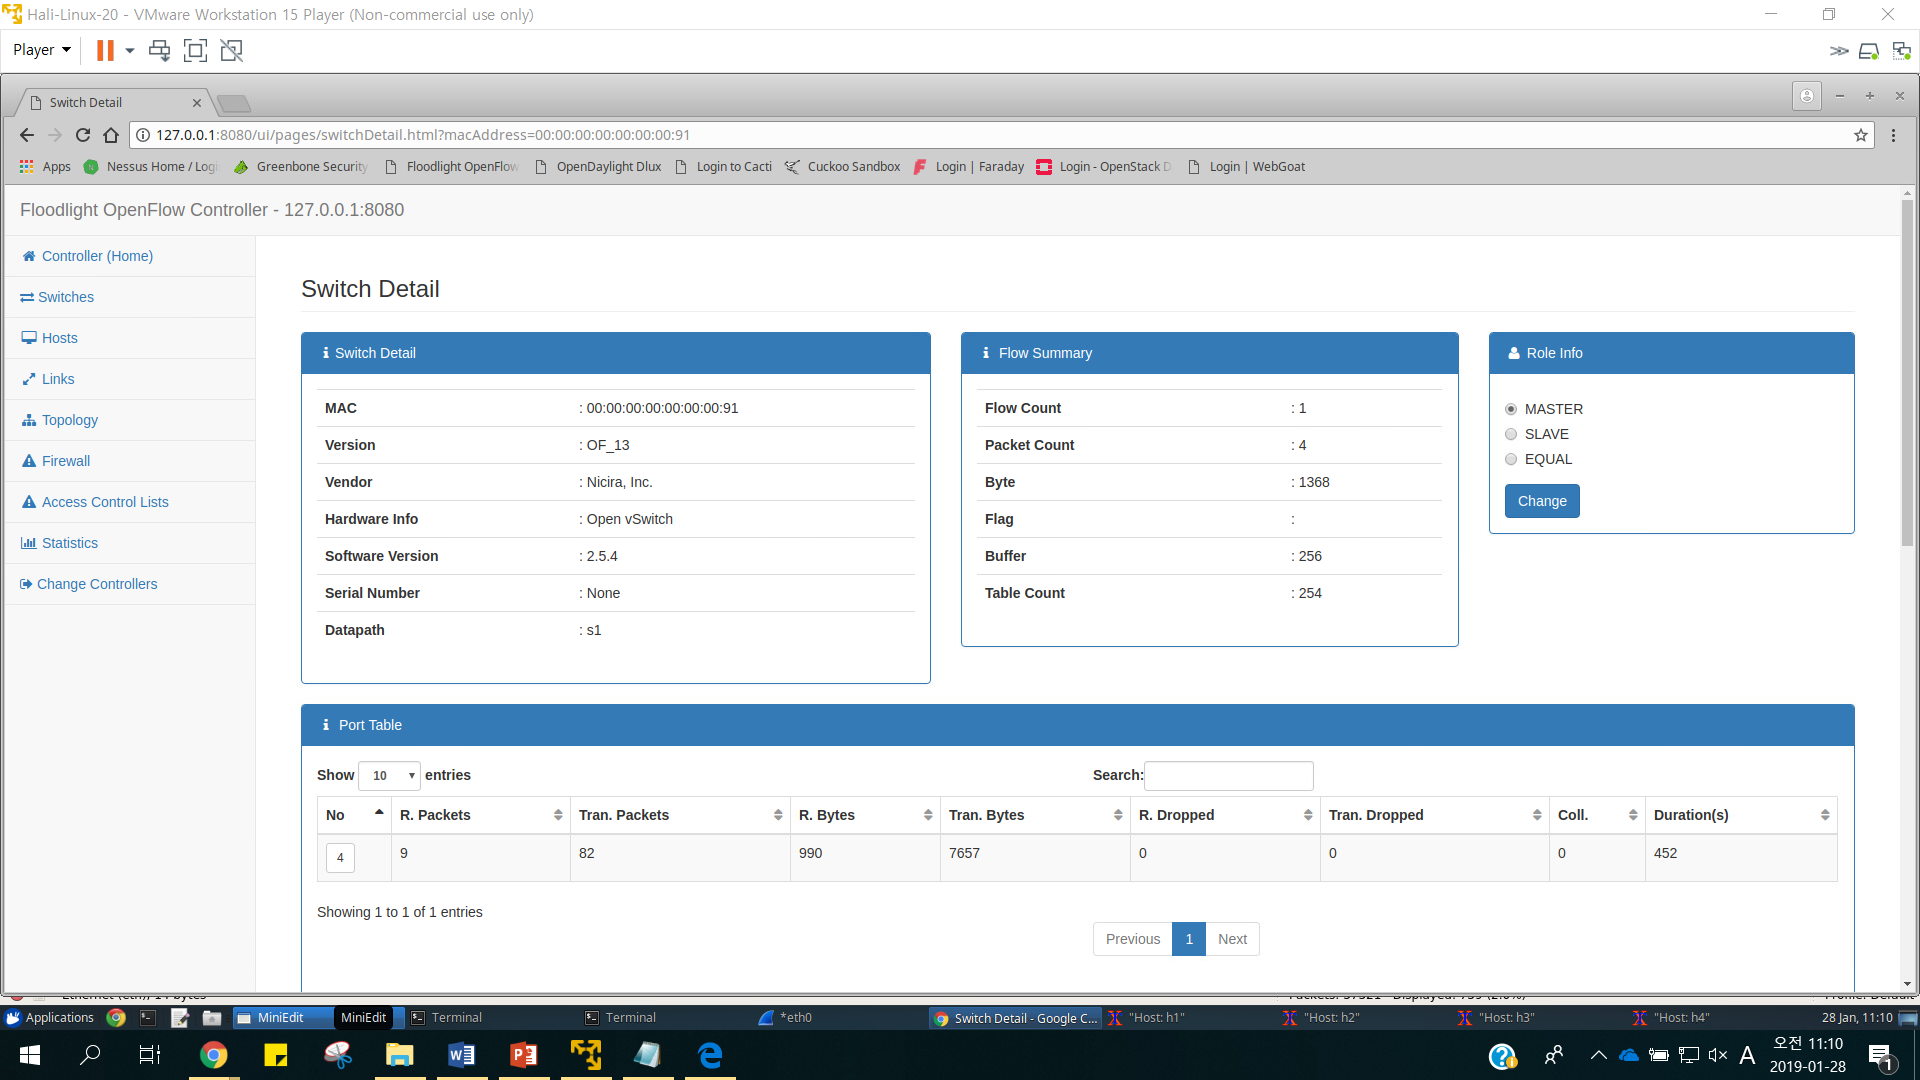 Hali-Linux-20 - VMware Workstation 15 Player (Non-commercial use only)
Player
Switch Detail
127.0.0.1:8080/ui/pages/switchDetail.html?macAddress=00:00:00:00:00:00:00:91
Apps Nessus Home / Logi Greenbone Security Floodlight OpenFlow OpenDaylight Dlux Login to Cacti Cuckoo Sandbox Login | Faraday Login - OpenStack D Login | WebGoat
Floodlight OpenFlow Controller - 127.0.0.1:8080
Controller (Home)
Switches
Hosts
Links
Topology
Firewall
Access Control Lists
Statistics
Change Controllers
Switch Detail
Switch Detail
MAC : 00:00:00:00:00:00:00:91
Version : OF_13
Vendor : Nicira, Inc.
Hardware Info : Open vSwitch
Software Version : 2.5.4
Serial Number : None
Datapath : s1
Flow Summary
Flow Count : 1
Packet Count : 4
Byte : 1368
Flag :
Buffer : 256
Table Count : 254
Role Info
MASTER
SLAVE
EQUAL
Change
Port Table
Show 10 entries Search:
No R. Packets Tran. Packets R. Bytes Tran. Bytes R. Dropped Tran. Dropped Coll. Duration(s)
4 9 82 990 7657 0 0 0 452
Showing 1 to 1 of 1 entries
Previous 1 Next
Applications MiniEdit MiniEdit Terminal Terminal *eth0 Switch Detail - Google C... "Host: h1" "Host: h2" "Host: h3" "Host: h4" 28 Jan, 11:10
A 오전 11:10
2019-01-28
1